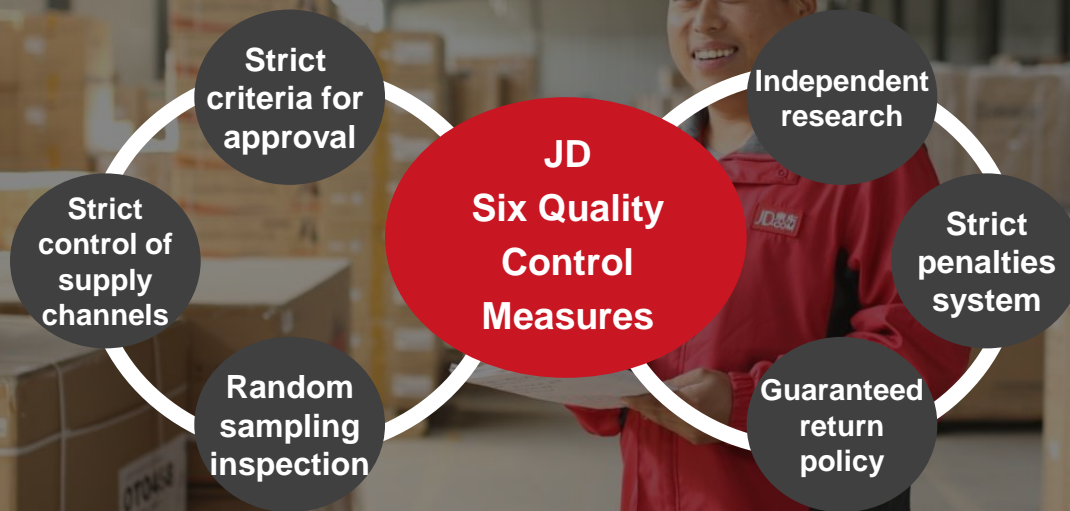 Strict
criteria for
approval
Strict
control of
supply
channels
Random
sampling
inspection
JD
Six Quality
Control
Measures
Independent
research
Strict
penalties
system
Guaranteed
return
policy
JD